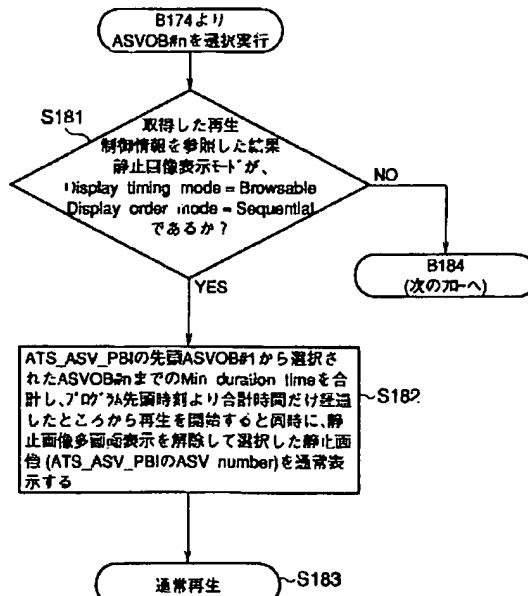 B174より
ASVOB#nを選択実行
S181
取得した再生
制御情報を参照した結果
静止画像表示モードが、
Display timing mode = Browsable
Display order mode = Sequential
であるか？
NO
B184
(次のフローへ)
YES
ATS_ASV_PBIの先頭ASVOB#1から選択さ
れたASVOB#nまでのMin duration timeを合
計し、プログラム先頭時刻より合計時間だけ経過
したところから再生を開始すると同時に、静
止画像多画面表示を解除して選択した静止画
像 (ATS_ASV_PBIのASV number)を通常表
示する
S182
通常再生
S183